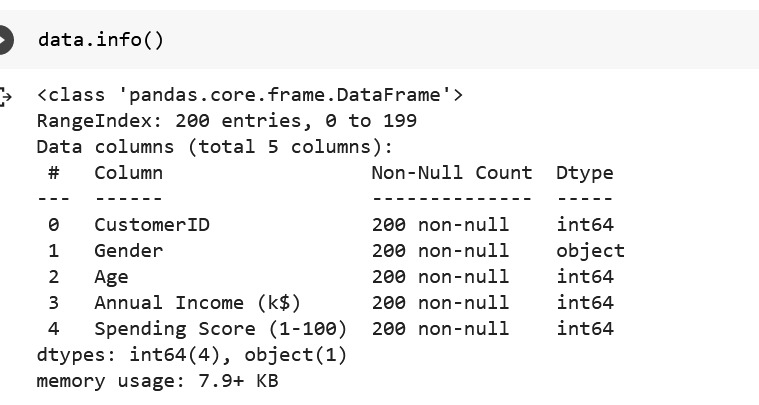 data.info()
<class 'pandas.core.frame.DataFrame'>
RangeIndex: 200 entries, 0 to 199
Data columns (total 5 columns):
 #   Column                  Non-Null Count  Dtype
---  ------                  --------------  -----
 0   CustomerID              200 non-null    int64
 1   Gender                  200 non-null    object
 2   Age                     200 non-null    int64
 3   Annual Income (k$)      200 non-null    int64
 4   Spending Score (1-100)  200 non-null    int64
dtypes: int64(4), object(1)
memory usage: 7.9+ KB